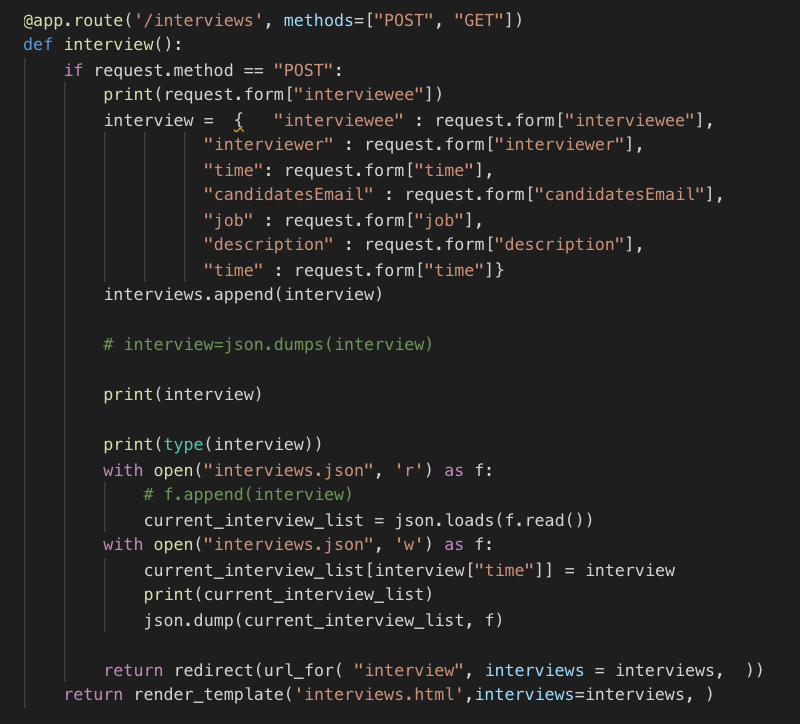 @app.route('/interviews', methods=["POST", "GET"])
def interview():
    if request.method == "POST":
        print(request.form["interviewee"])
        interview =  {   "interviewee" : request.form["interviewee"],
                  "interviewer" : request.form["interviewer"],
                  "time": request.form["time"],
                  "candidatesEmail" : request.form["candidatesEmail"],
                  "job" : request.form["job"],
                  "description" : request.form["description"],
                  "time" : request.form["time"]}
        interviews.append(interview)

        # interview=json.dumps(interview)

        print(interview)

        print(type(interview))
        with open("interviews.json", 'r') as f:
            # f.append(interview)
            current_interview_list = json.loads(f.read())
        with open("interviews.json", 'w') as f:
            current_interview_list[interview["time"]] = interview
            print(current_interview_list)
            json.dump(current_interview_list, f)

        return redirect(url_for( "interview", interviews = interviews,  ))
    return render_template('interviews.html',interviews=interviews, )